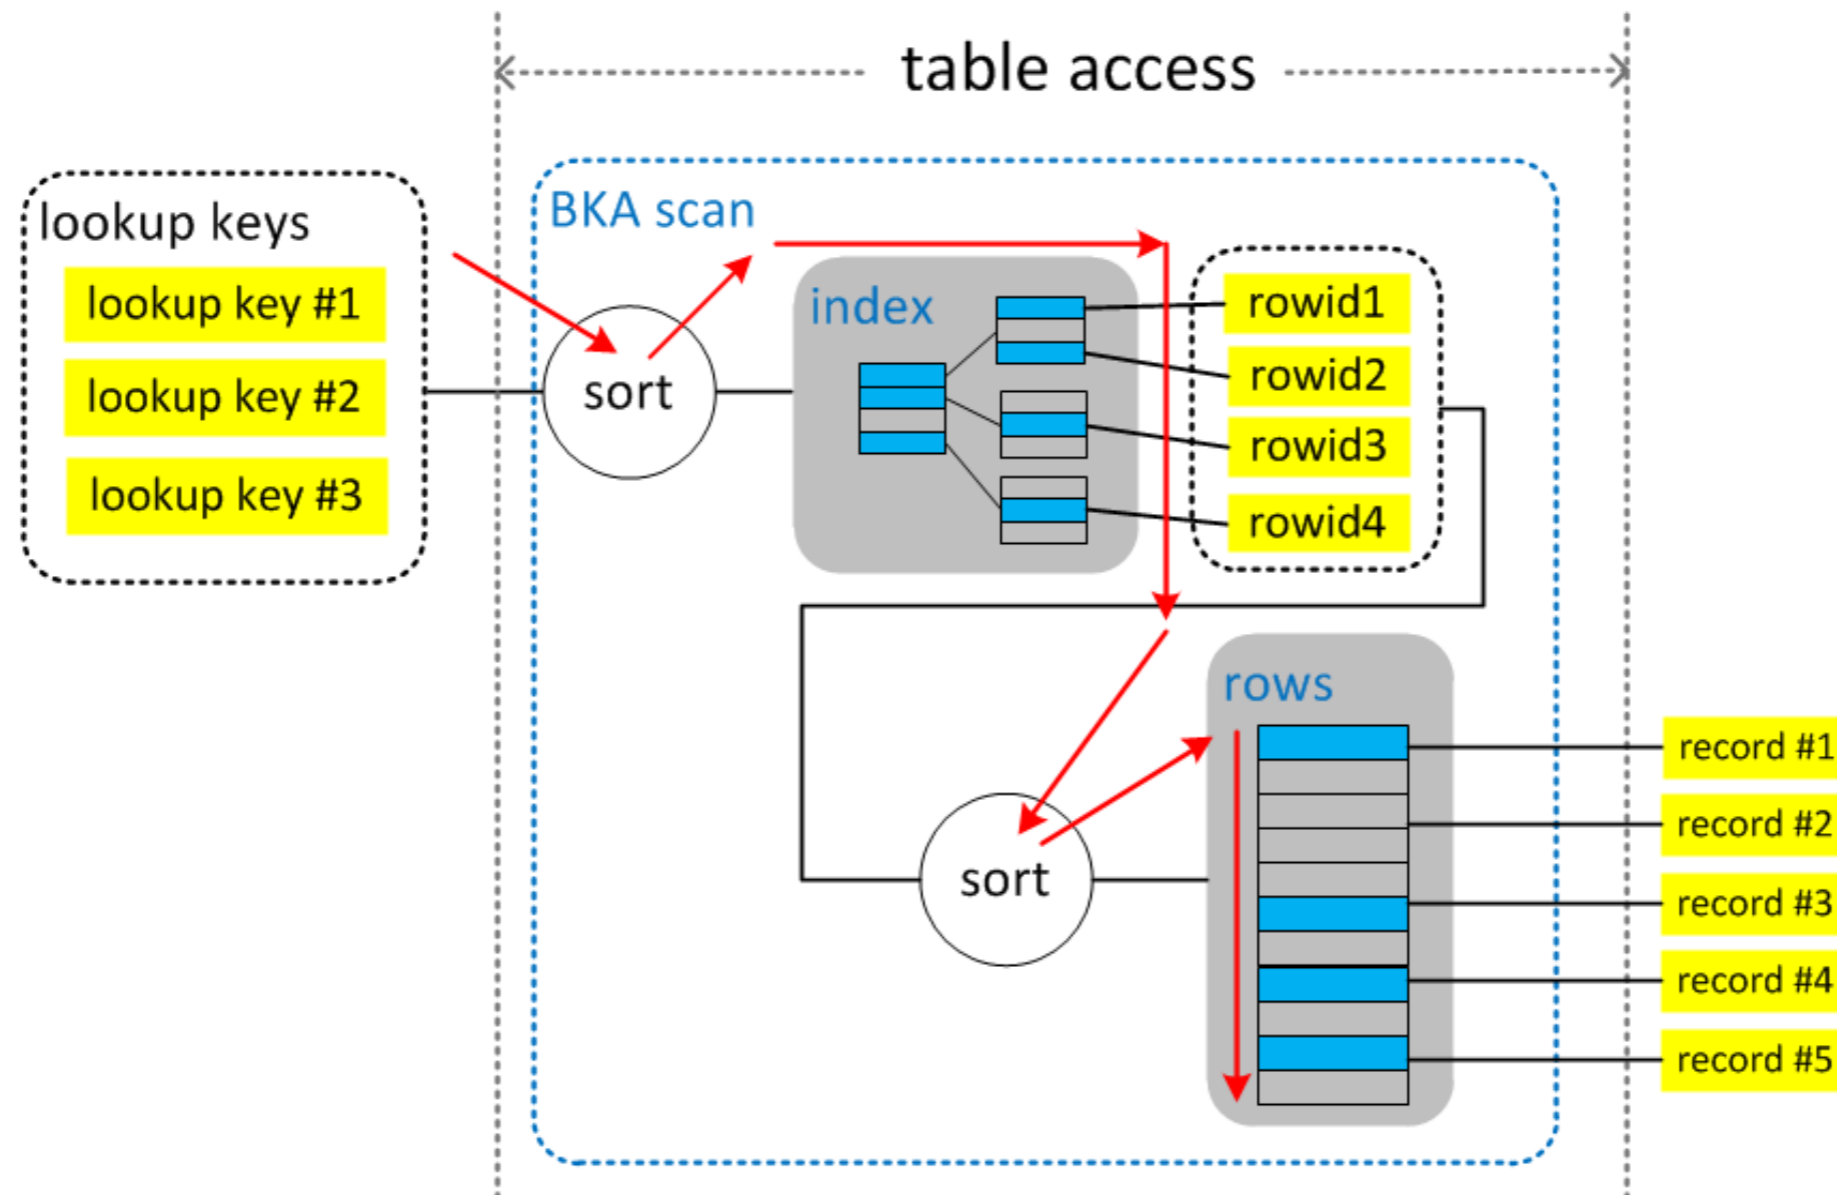 table access
lookup keys
lookup key #1
lookup key #2
lookup key #3
BKA scan
sort
index
rowid1
rowid2
rowid3
rowid4
sort
rows
record #1
record #2
record #3
record #4
record #5